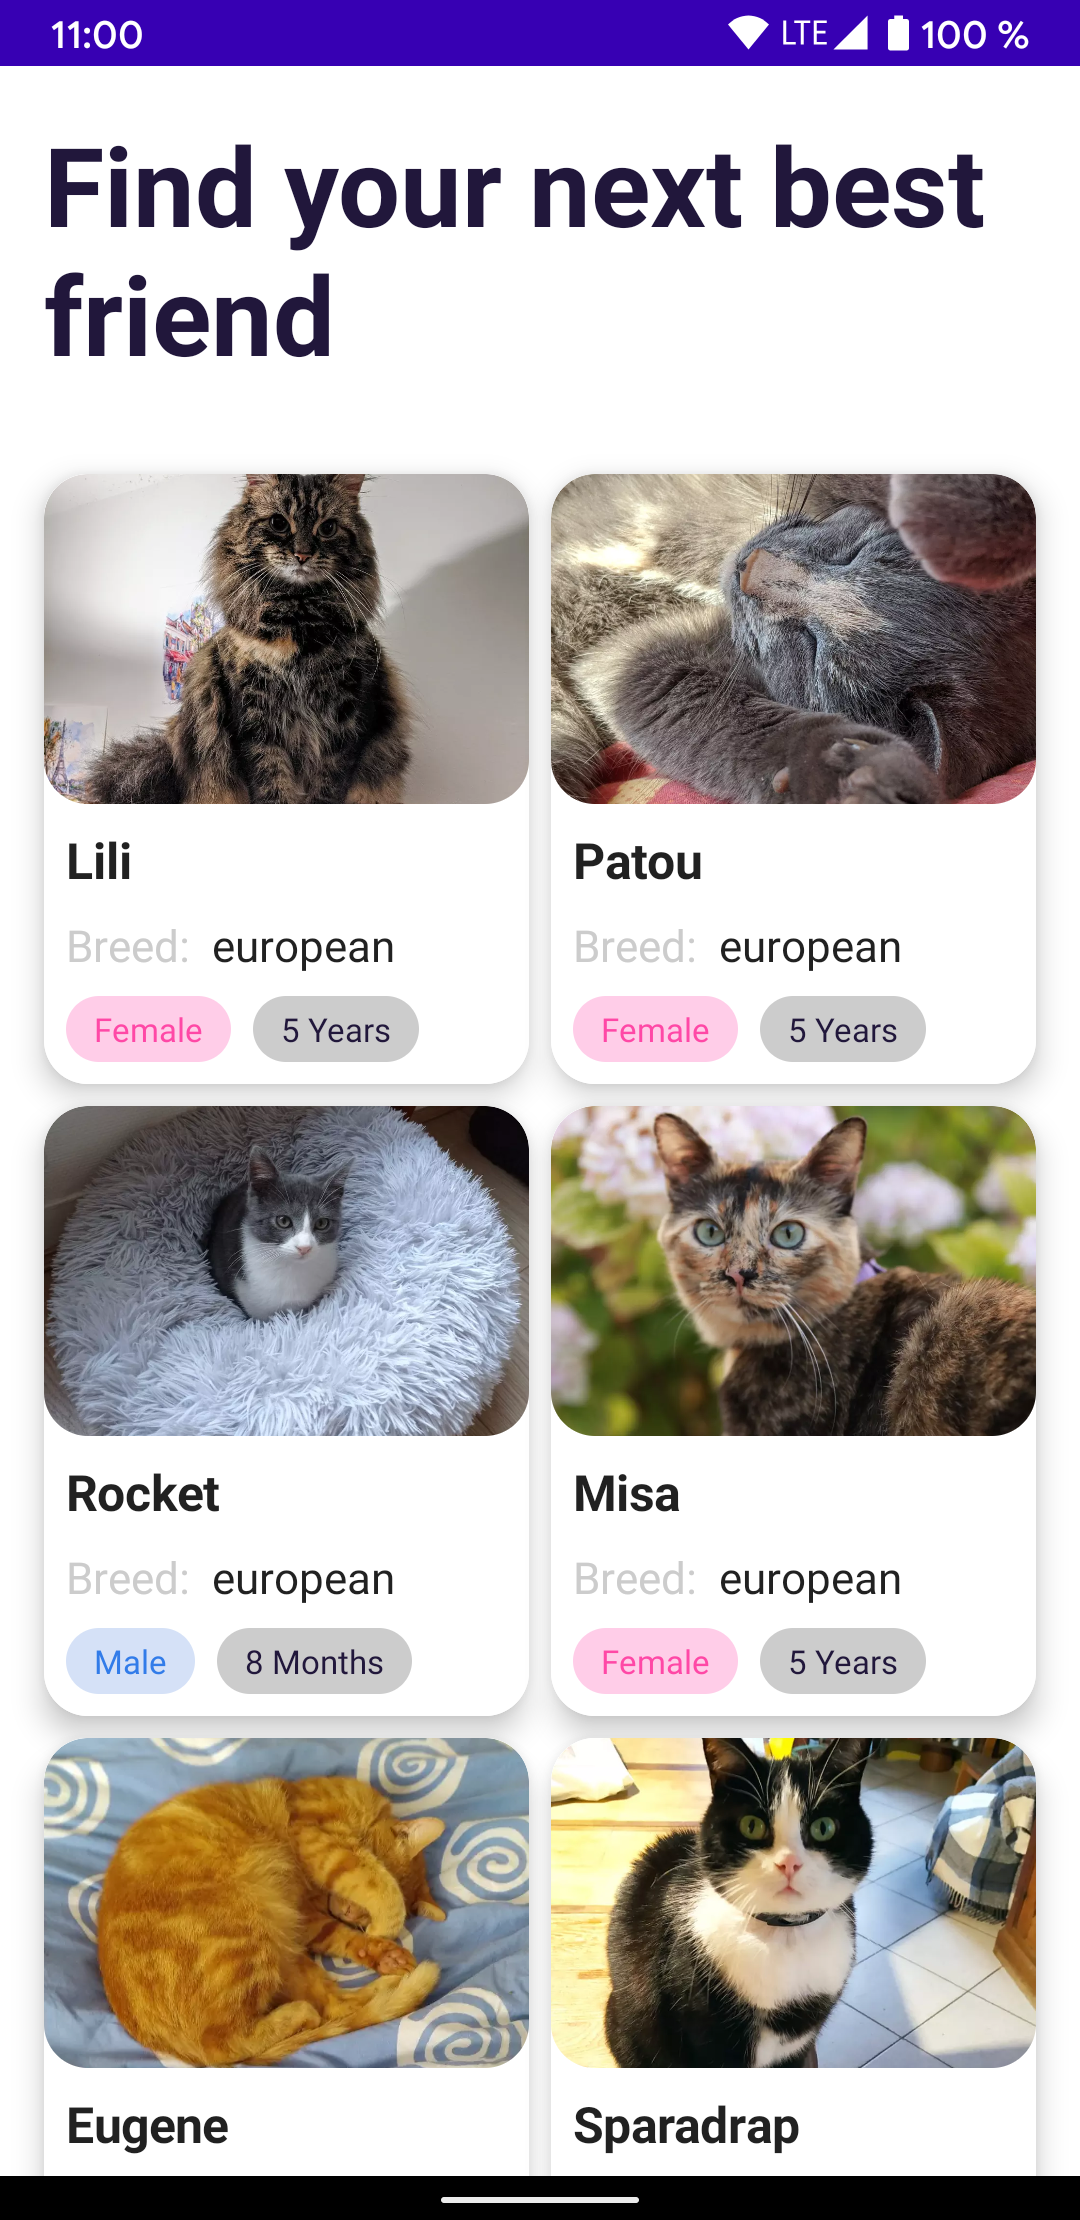 11:00 LTE 100 %
Find your next best
friend
Lili
Breed: european
Female 5 Years
Patou
Breed: european
Female 5 Years
Rocket
Breed: european
Male 8 Months
Misa
Breed: european
Female 5 Years
Eugene
Sparadrap